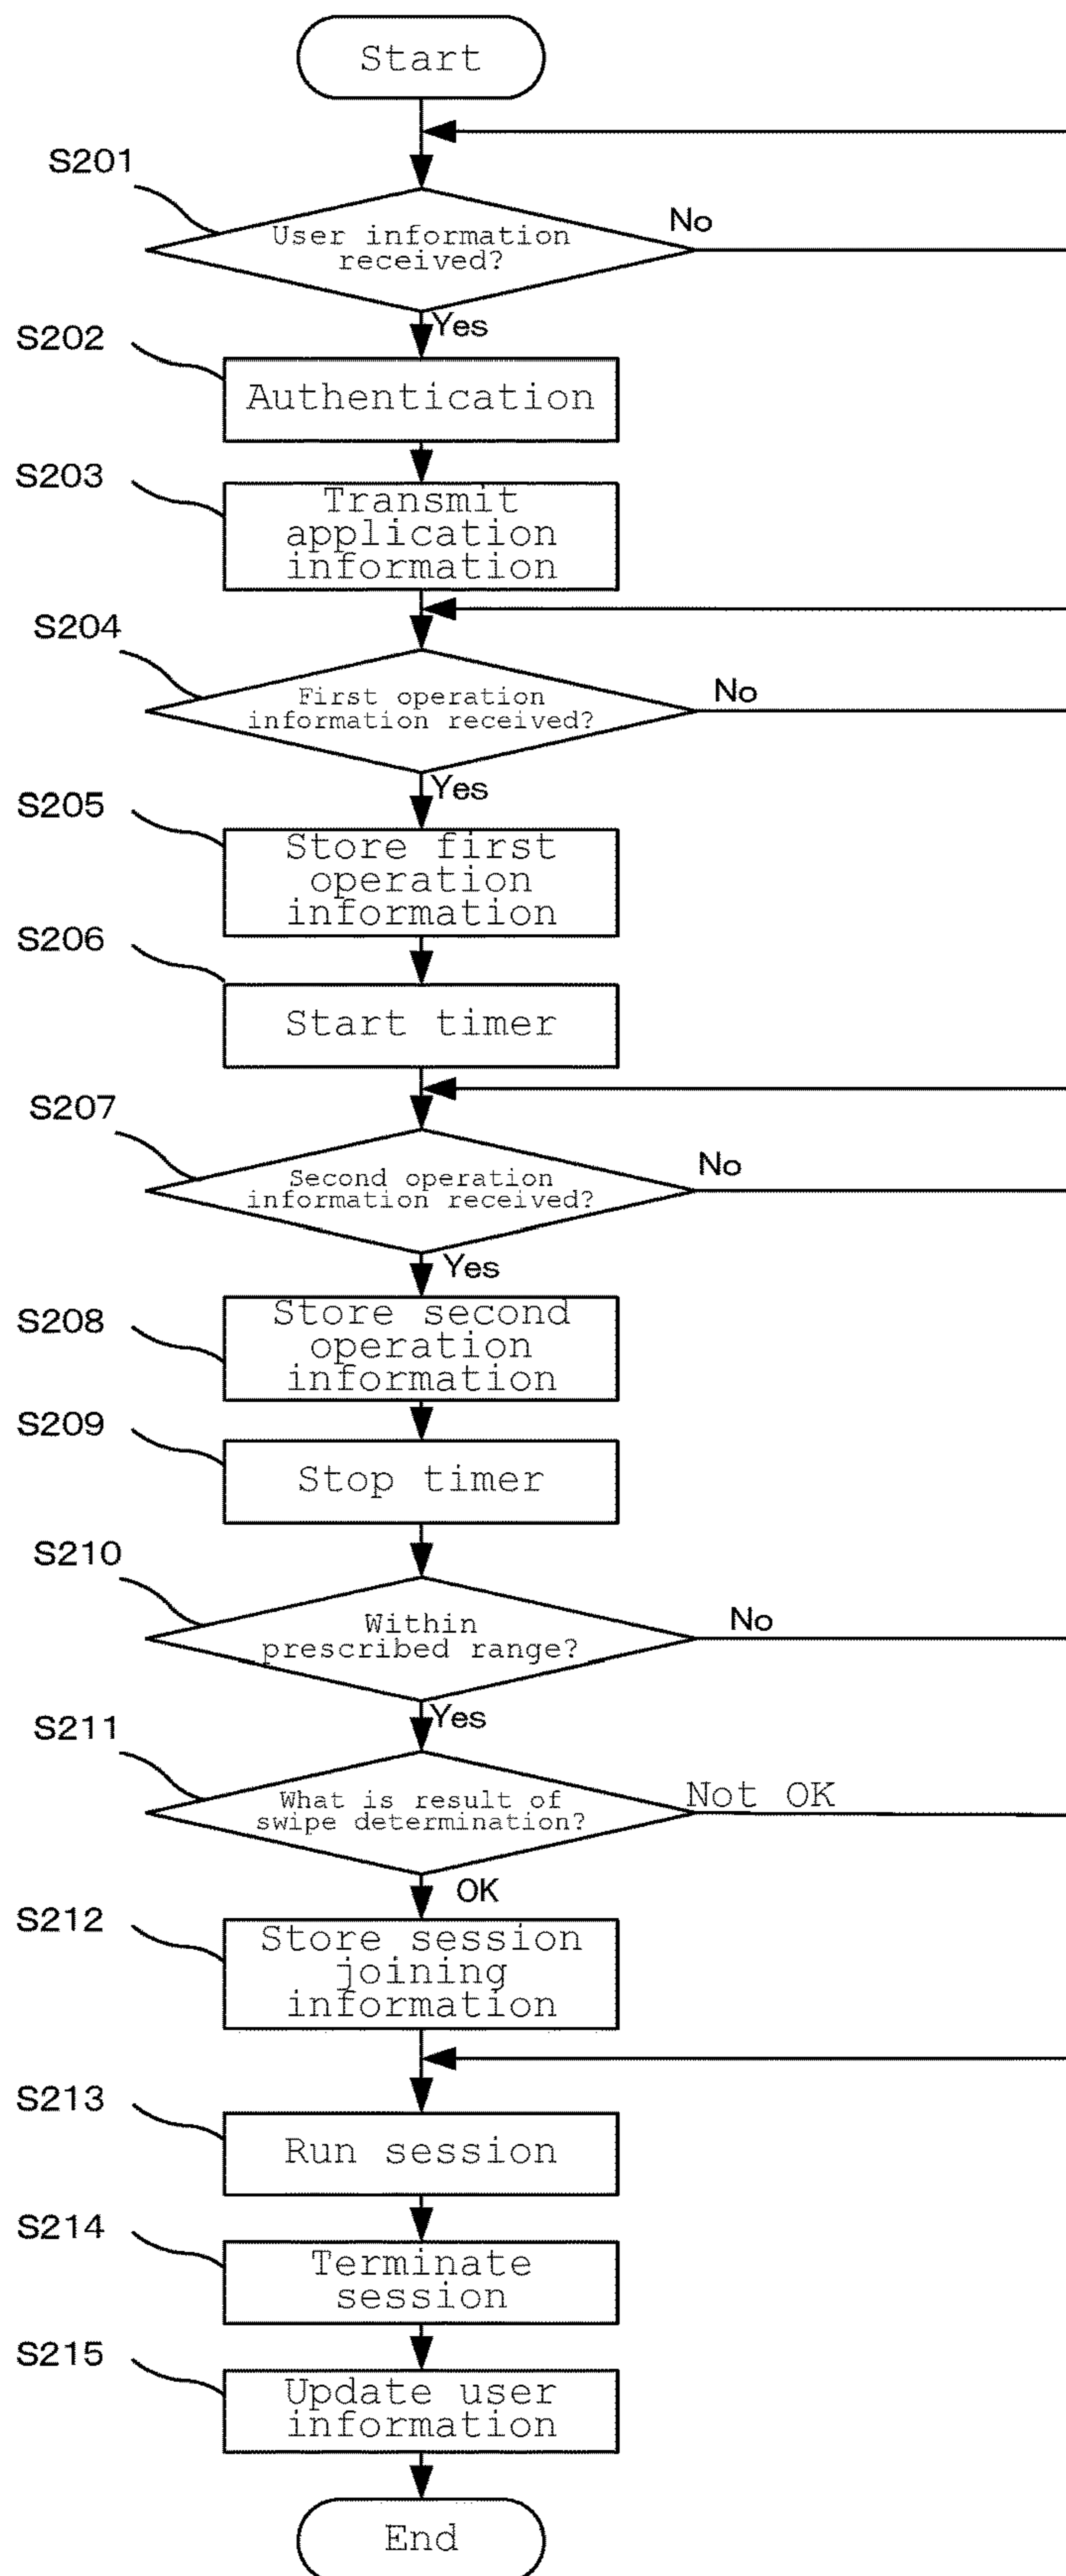 Start
S201
User information
received?
No
Yes
S202
Authentication
S203
Transmit
application
information
S204
First operation
information received?
No
Yes
S205
Store first
operation
information
S206
Start timer
S207
Second operation
information received?
No
Yes
S208
Store second
operation
information
S209
Stop timer
S210
Within
prescribed range?
No
Yes
S211
What is result of
swipe determination?
Not OK
OK
S212
Store session
joining
information
S213
Run session
S214
Terminate
session
S215
Update user
information
End